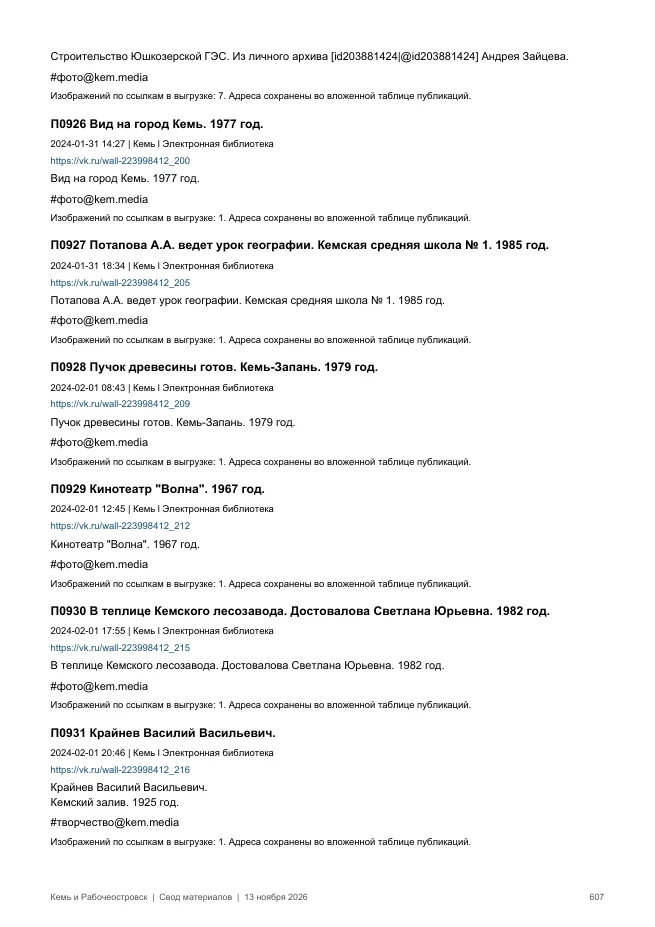 Строительство Юшкозерской ГЭС. Из личного архива [id203881424|@id203881424] Андрея Зайцева.
#фото@kem.media
Изображений по ссылкам в выгрузке: 7. Адреса сохранены во вложенной таблице публикаций.
П0926 Вид на город Кемь. 1977 год.
2024-01-31 14:27 | Кемь I Электронная библиотека
https://vk.ru/wall-223998412_200
Вид на город Кемь. 1977 год.
#фото@kem.media
Изображений по ссылкам в выгрузке: 1. Адреса сохранены во вложенной таблице публикаций.
П0927 Потапова А.А. ведет урок географии. Кемская средняя школа № 1. 1985 год.
2024-01-31 18:34 | Кемь I Электронная библиотека
https://vk.ru/wall-223998412_205
Потапова А.А. ведет урок географии. Кемская средняя школа № 1. 1985 год.
#фото@kem.media
Изображений по ссылкам в выгрузке: 1. Адреса сохранены во вложенной таблице публикаций.
П0928 Пучок древесины готов. Кемь-Запань. 1979 год.
2024-02-01 08:43 | Кемь I Электронная библиотека
https://vk.ru/wall-223998412_209
Пучок древесины готов. Кемь-Запань. 1979 год.
#фото@kem.media
Изображений по ссылкам в выгрузке: 1. Адреса сохранены во вложенной таблице публикаций.
П0929 Кинотеатр "Волна". 1967 год.
2024-02-01 12:45 | Кемь I Электронная библиотека
https://vk.ru/wall-223998412_212
Кинотеатр "Волна". 1967 год.
#фото@kem.media
Изображений по ссылкам в выгрузке: 1. Адреса сохранены во вложенной таблице публикаций.
П0930 В теплице Кемского лесозавода. Достовалова Светлана Юрьевна. 1982 год.
2024-02-01 17:55 | Кемь I Электронная библиотека
https://vk.ru/wall-223998412_215
В теплице Кемского лесозавода. Достовалова Светлана Юрьевна. 1982 год.
#фото@kem.media
Изображений по ссылкам в выгрузке: 1. Адреса сохранены во вложенной таблице публикаций.
П0931 Крайнев Василий Васильевич.
2024-02-01 20:46 | Кемь I Электронная библиотека
https://vk.ru/wall-223998412_216
Крайнев Василий Васильевич.
Кемский залив. 1925 год.
#творчество@kem.media
Изображений по ссылкам в выгрузке: 1. Адреса сохранены во вложенной таблице публикаций.
Кемь и Рабочеостровск | Свод материалов | 13 ноября 2026 607